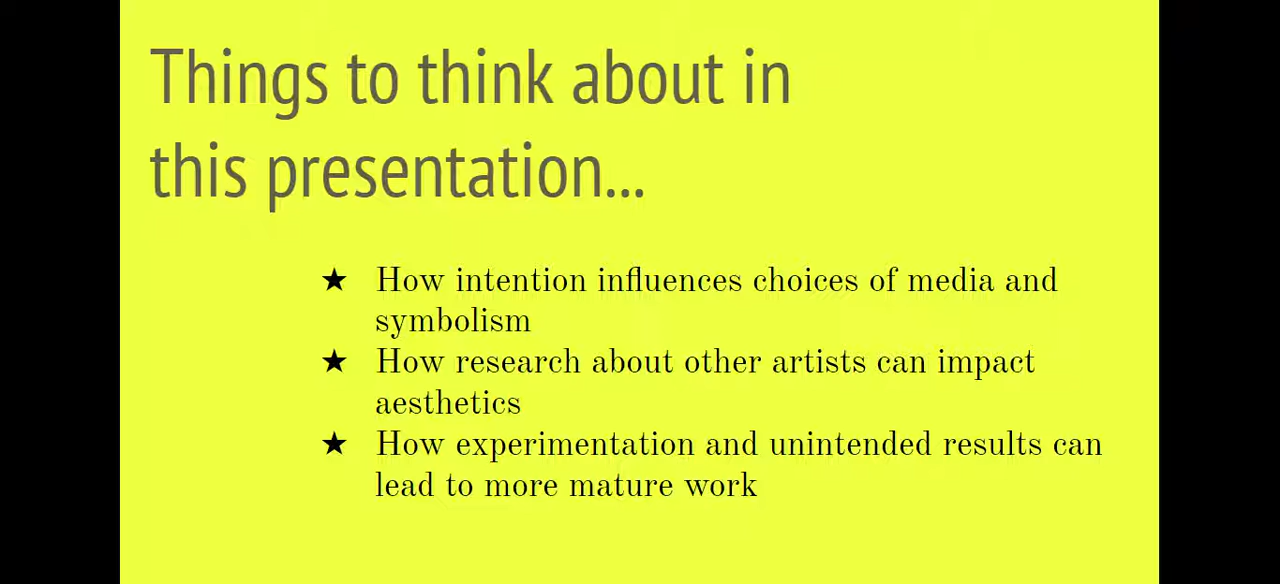 Things to think about in
this presentation...
★ How intention influences choices of media and
symbolism
★ How research about other artists can impact
aesthetics
★ How experimentation and unintended results can
lead to more mature work